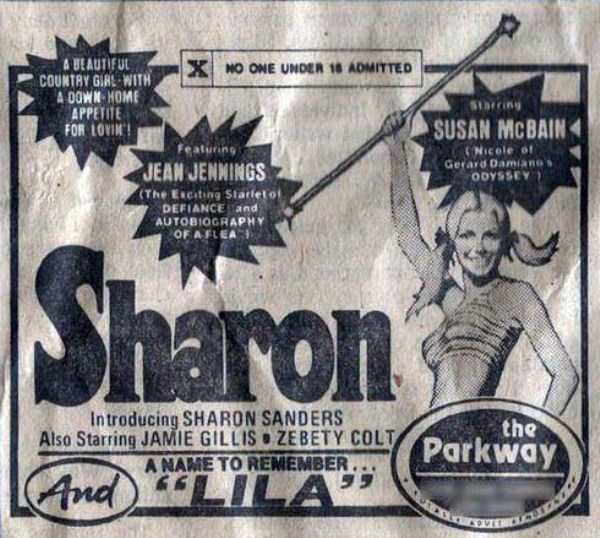 A BEAUTIFUL
COUNTRY GIRL WITH
A DOWN-HOME
APPETITE
FOR LOVIN'!
X NO ONE UNDER 18 ADMITTED
Starring
SUSAN McBAIN
("Nicole of
Gerard Damiano's
ODYSSEY")
Featuring
JEAN JENNINGS
(The Exciting Starlet of
DEFIANCE and
AUTOBIOGRAPHY
OF A FLEA")
Sharon
Introducing SHARON SANDERS
Also Starring JAMIE GILLIS • ZEBETY COLT
And
A NAME TO REMEMBER...
"LILA"
the
Parkway
ADULT